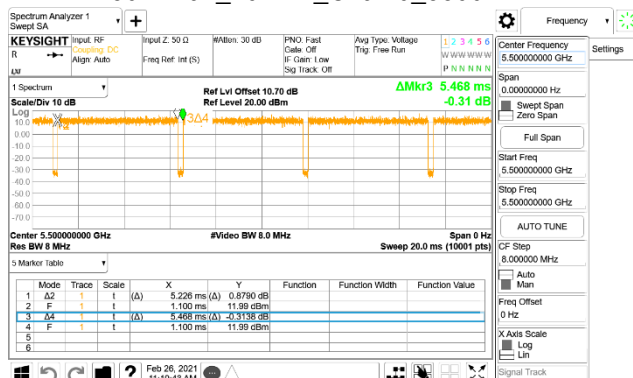 Spectrum Analyzer 1
Swept SA
Frequency
KEYSIGHT
Input: RF
Coupling: DC
Align: Auto
Input Z: 50 Ω
Freq Ref: Int (S)
#Atten: 30 dB
PNO: Fast
Gate: Off
IF Gain: Low
Sig Track: Off
Avg Type: Voltage
Trig: Free Run
1 2 3 4 5 6
W W W W W W
P N N N N N
R
LXI
1 Spectrum
Scale/Div 10 dB
Log
Ref Lvl Offset 10.70 dB
Ref Level 20.00 dBm
ΔMkr3 5.468 ms
-0.31 dB
3Δ4
10.0
0.00
-10.0
-20.0
-30.0
-40.0
-50.0
-60.0
-70.0
Center 5.500000000 GHz
#Video BW 8.0 MHz
Span 0 Hz
Res BW 8 MHz
Sweep 20.0 ms (10001 pts)
5 Marker Table
Mode Trace Scale X Y Function Function Width Function Value
1 Δ2 1 t (Δ) 5.226 ms (Δ) 0.8790 dB
2 F 1 t 1.100 ms 11.99 dBm
3 Δ4 1 t (Δ) 5.468 ms (Δ) -0.3138 dB
4 F 1 t 1.100 ms 11.99 dBm
5
6
Feb 26, 2021
Center Frequency
5.500000000 GHz
Settings
Span
0.00000000 Hz
Swept Span
Zero Span
Full Span
Start Freq
5.500000000 GHz
Stop Freq
5.500000000 GHz
AUTO TUNE
CF Step
8.000000 MHz
Auto
Man
Freq Offset
0 Hz
X Axis Scale
Log
Lin
Signal Track